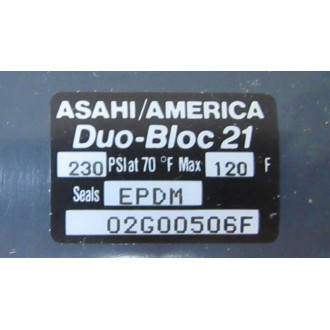 ASAHI/AMERICA
Duo-Bloc 21
230 PSI at 70 °F Max 120 F
Seals EPDM
02G00506F